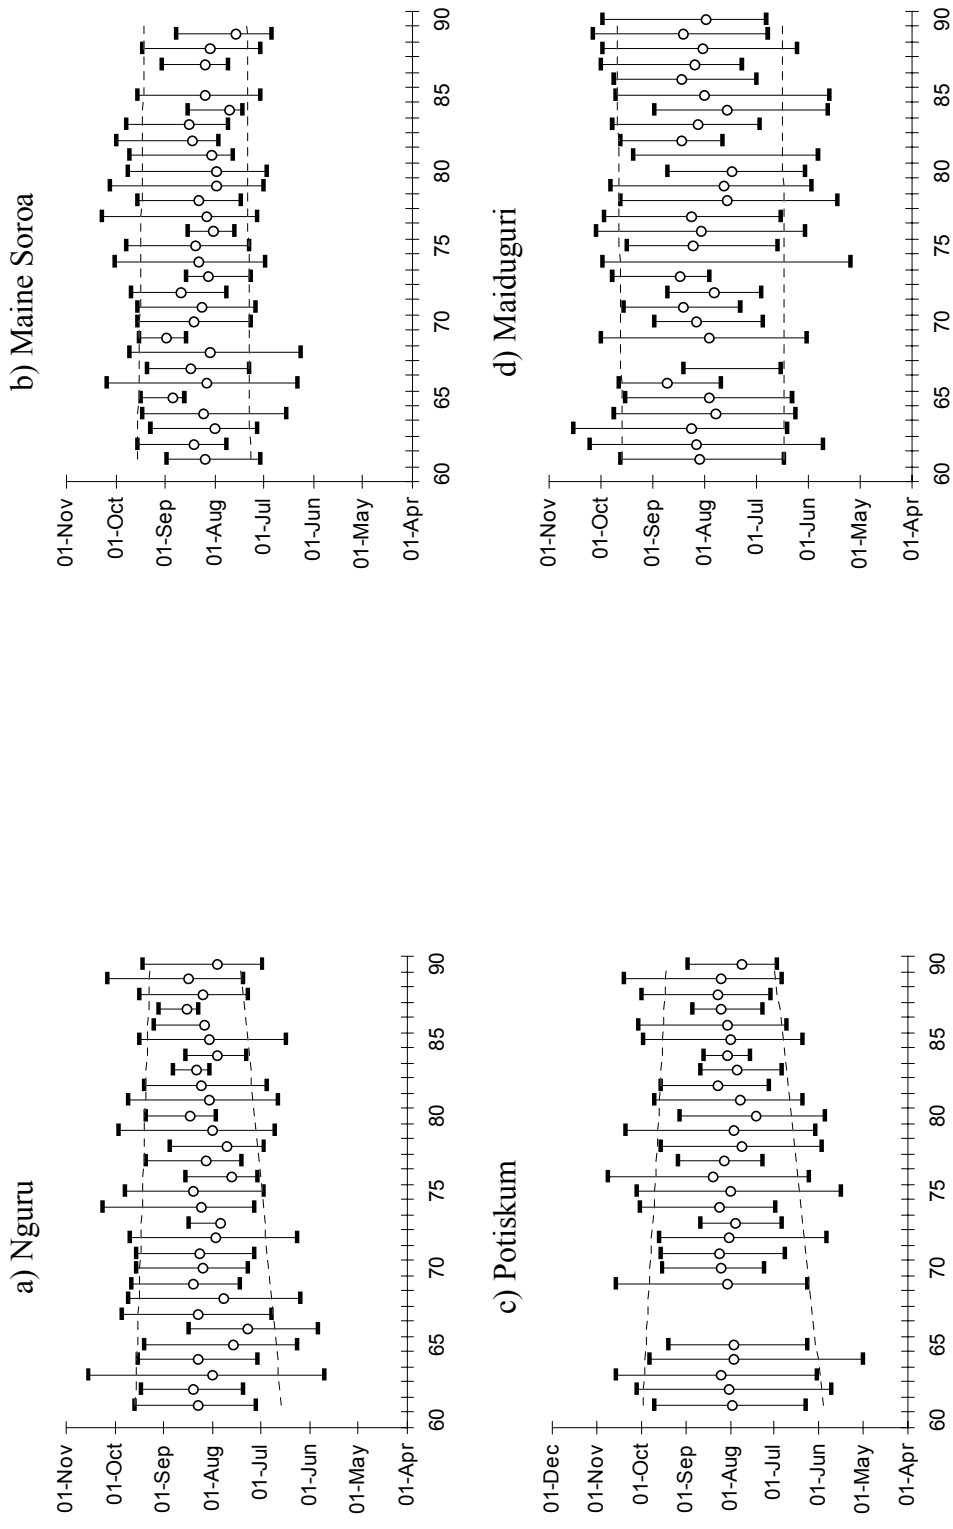 a) Nguru
01-Nov
01-Oct
01-Sep
01-Aug
01-Jul
01-Jun
01-May
01-Apr
60 65 70 75 80 85 90
b) Maine Soroa
01-Nov
01-Oct
01-Sep
01-Aug
01-Jul
01-Jun
01-May
01-Apr
60 65 70 75 80 85 90
c) Potiskum
01-Dec
01-Nov
01-Oct
01-Sep
01-Aug
01-Jul
01-Jun
01-May
01-Apr
60 65 70 75 80 85 90
d) Maiduguri
01-Nov
01-Oct
01-Sep
01-Aug
01-Jul
01-Jun
01-May
01-Apr
60 65 70 75 80 85 90